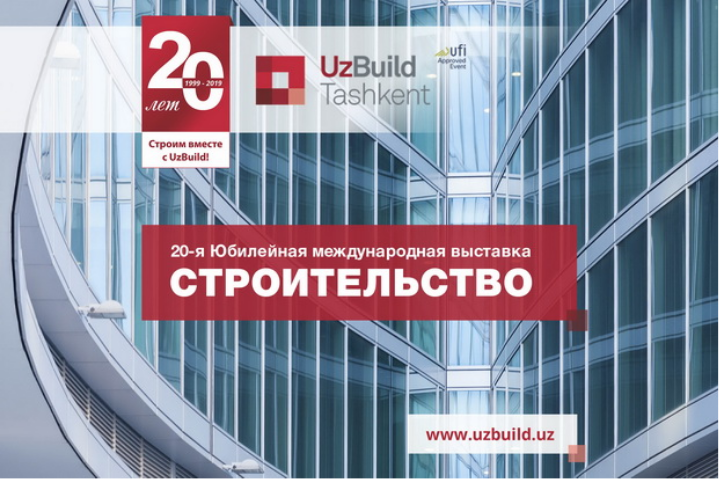 20
1999 - 2019
лет
Строим вместе
с UzBuild!
UzBuild
Tashkent
ufi
Approved
Event
20-я Юбилейная международная выставка
СТРОИТЕЛЬСТВО
www.uzbuild.uz